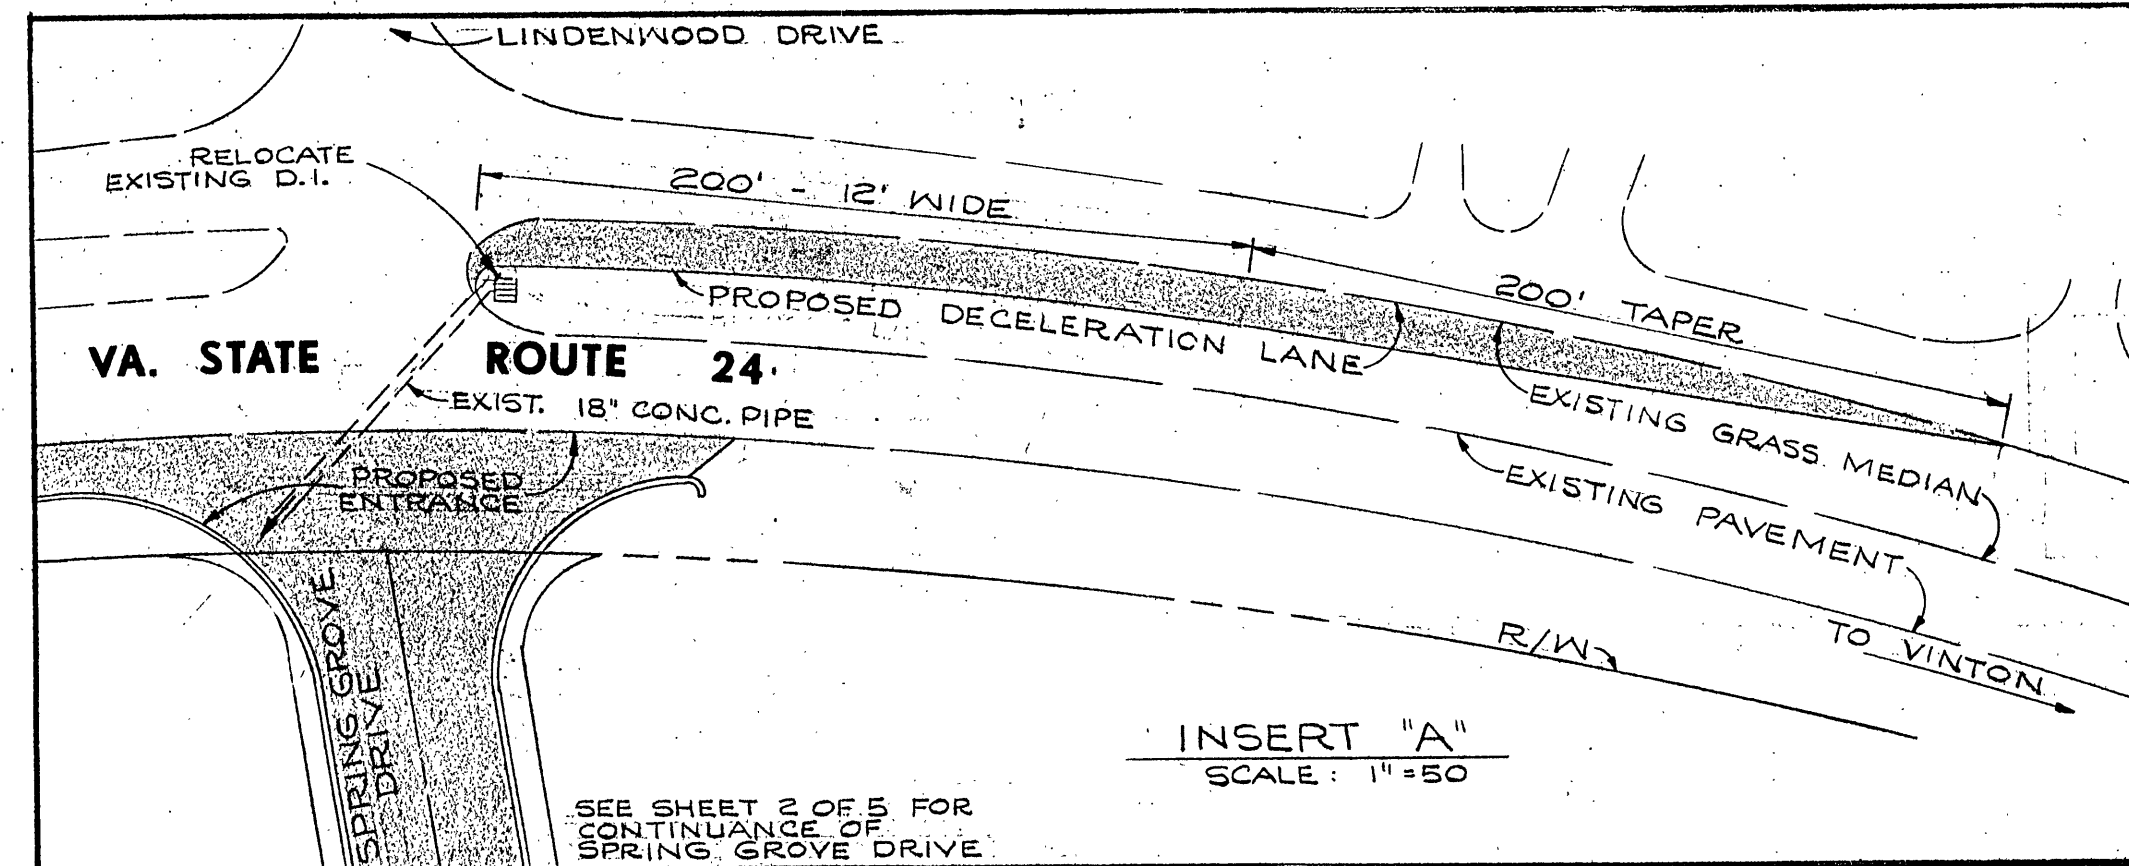 LINDENWOOD DRIVE
RELOCATE
EXISTING D.I.
200' - 12' WIDE
200' TAPER
PROPOSED DECELERATION LANE
VA. STATE ROUTE 24
EXIST. 18" CONC. PIPE
EXISTING GRASS MEDIAN
EXISTING PAVEMENT
PROPOSED
ENTRANCE
TO VINTON
R/W
SPRING GROVE
DRIVE
INSERT "A"
SCALE: 1"=50
SEE SHEET 2 OF 5 FOR
CONTINUANCE OF
SPRING GROVE DRIVE